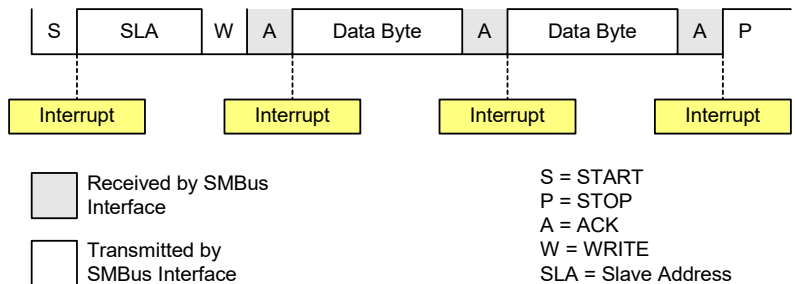 S SLA W A Data Byte A Data Byte A P
Interrupt Interrupt Interrupt Interrupt
Received by SMBus
Interface
Transmitted by
SMBus Interface
S = START
P = STOP
A = ACK
W = WRITE
SLA = Slave Address